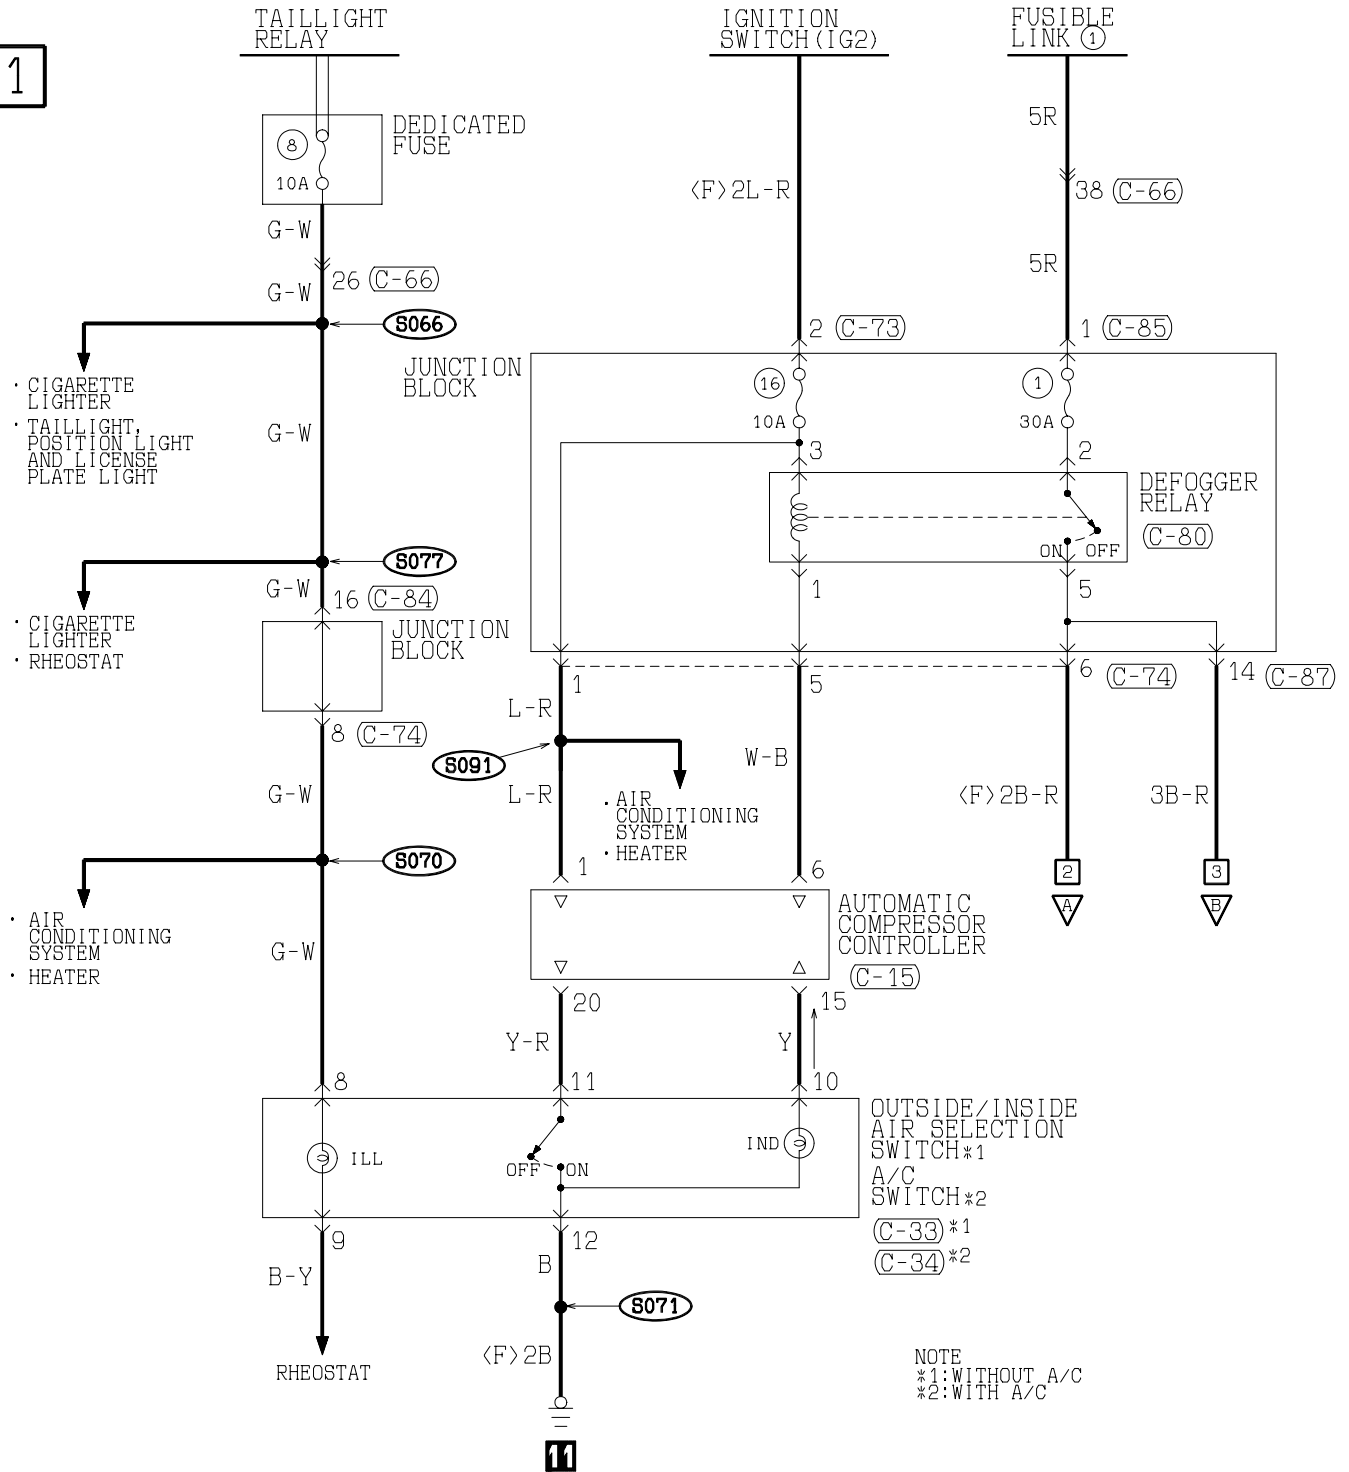 TAILLIGHT
RELAY
IGNITION
SWITCH(IG2)
FUSIBLE
LINK ①
1
5R
8
10A
DEDICATED
FUSE
<F>2L-R
38 C-66
G-W
26 C-66
5R
G-W
S066
2 C-73
1 C-85
JUNCTION
BLOCK
· CIGARETTE
LIGHTER
· TAILLIGHT,
POSITION LIGHT
AND LICENSE
PLATE LIGHT
G-W
16
10A
1
30A
3
2
DEFOGGER
RELAY
C-80
ON OFF
1
5
S077
G-W
16 C-84
· CIGARETTE
LIGHTER
· RHEOSTAT
JUNCTION
BLOCK
1
5
6 C-74
14 C-87
L-R
8 C-74
S091
W-B
G-W
L-R
· AIR
CONDITIONING
SYSTEM
· HEATER
<F>2B-R
3B-R
S070
1
6
2
3
A
B
· AIR
CONDITIONING
SYSTEM
· HEATER
G-W
AUTOMATIC
COMPRESSOR
CONTROLLER
C-15
20
15
Y-R
Y
8
11
10
OUTSIDE/INSIDE
AIR SELECTION
SWITCH*1
A/C
SWITCH*2
C-33 *1
C-34 *2
ILL
OFF ON
IND
9
12
B-Y
B
S071
<F>2B
RHEOSTAT
NOTE
*1:WITHOUT A/C
*2:WITH A/C
11